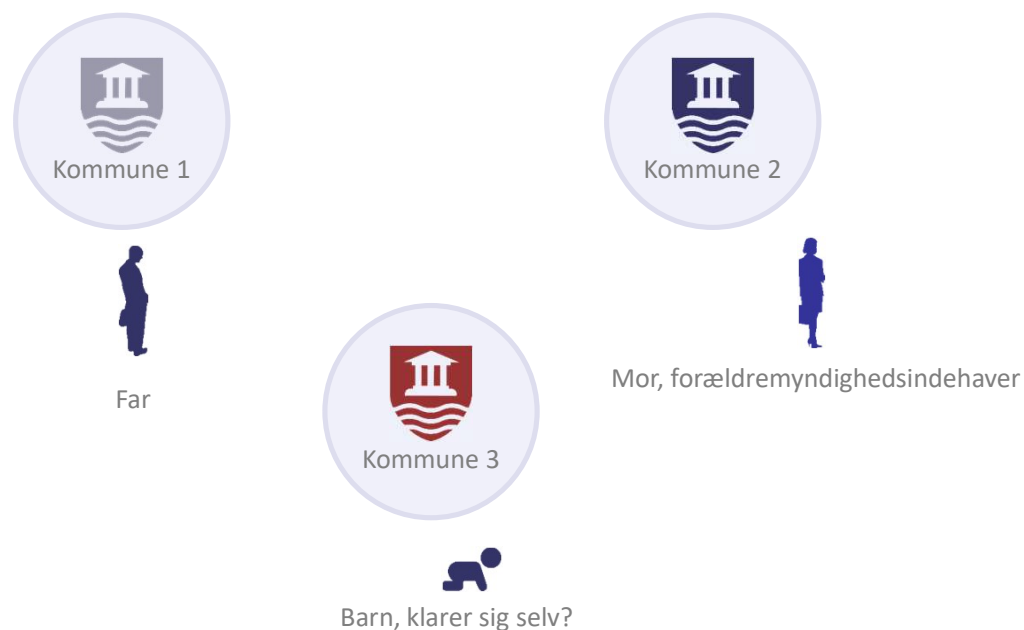 Kommune 1
Kommune 2
Far
Mor, forældremyndighedsindehaver
Kommune 3
Barn, klarer sig selv?